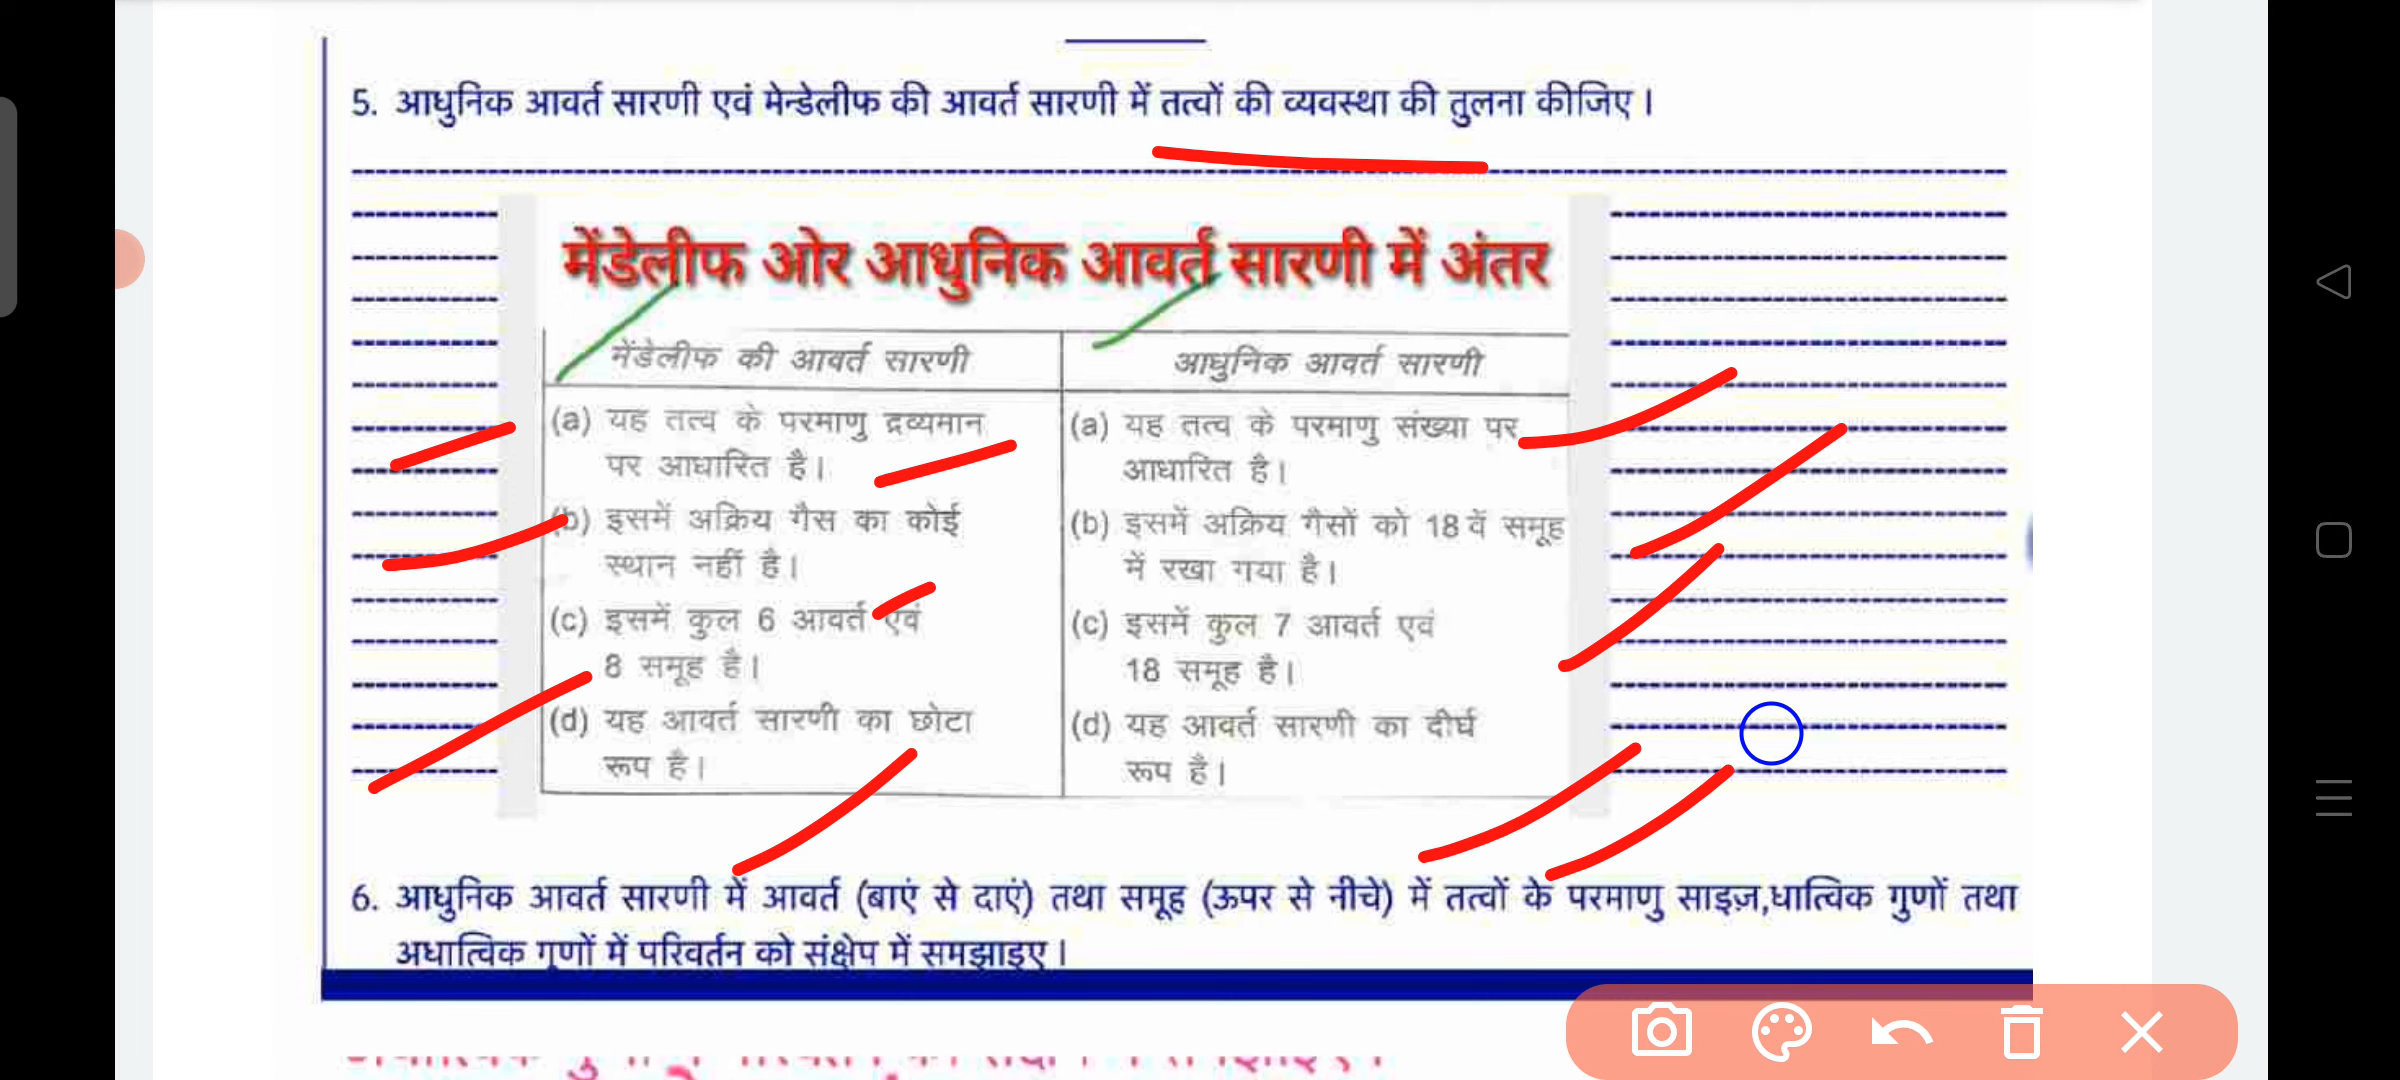 5. आधुनिक आवर्त सारणी एवं मेन्डेलीफ की आवर्त सारणी में तत्वों की व्यवस्था की तुलना कीजिए ।
मेंडेलीफ ओर आधुनिक आवर्त सारणी में अंतर
मेंडेलीफ की आवर्त सारणी
(a) यह तत्व के परमाणु द्रव्यमान
पर आधारित है।
(b) इसमें अक्रिय गैस का कोई
स्थान नहीं है।
(c) इसमें कुल 6 आवर्त एवं
8 समूह है।
(d) यह आवर्त सारणी का छोटा
रूप है।
आधुनिक आवर्त सारणी
(a) यह तत्व के परमाणु संख्या पर
आधारित है।
(b) इसमें अक्रिय गैसों को 18 वें समूह
में रखा गया है।
(c) इसमें कुल 7 आवर्त एवं
18 समूह है।
(d) यह आवर्त सारणी का दीर्घ
रूप है।
6. आधुनिक आवर्त सारणी में आवर्त (बाएं से दाएं) तथा समूह (ऊपर से नीचे) में तत्वों के परमाणु साइज़,धात्विक गुणों तथा
अधात्विक गुणों में परिवर्तन को संक्षेप में समझाइए ।